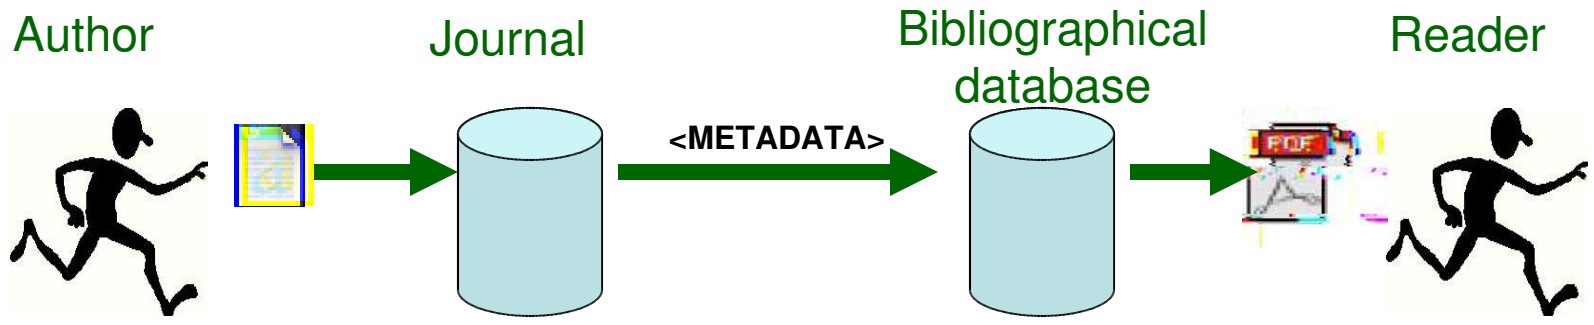 Author
Journal
Bibliographical
database
Reader
<METADATA>
PDF